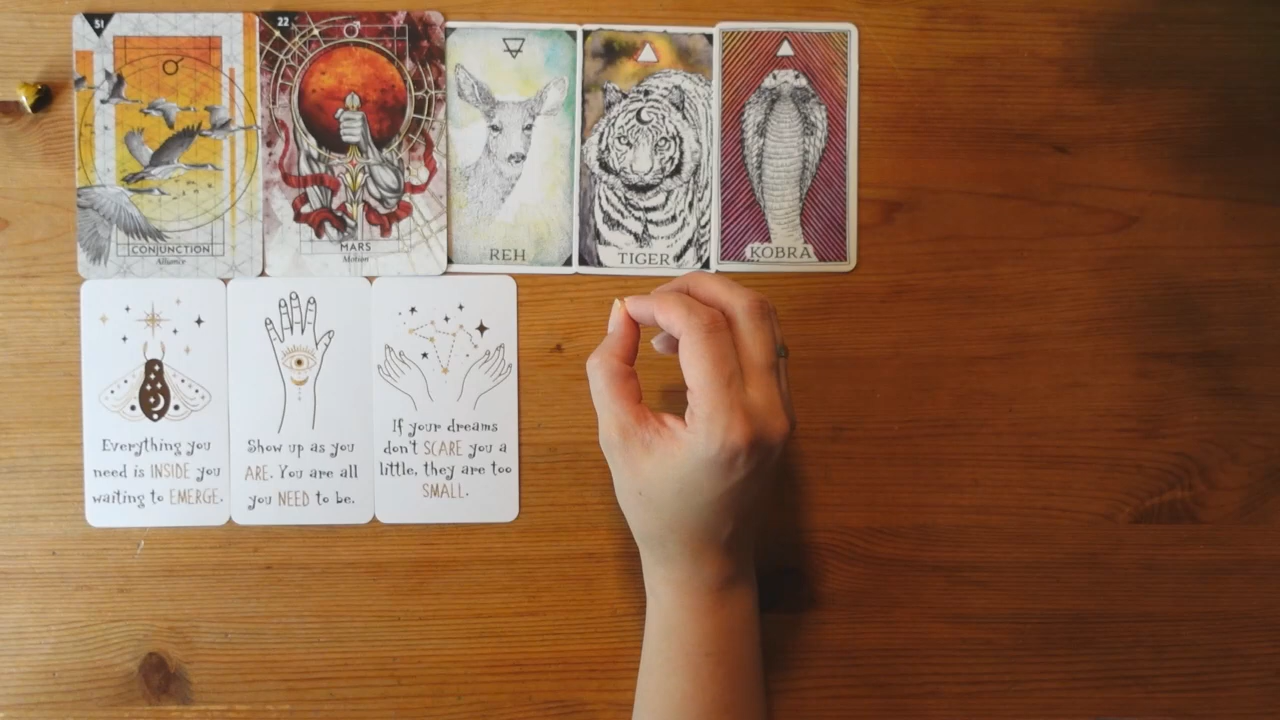 51
CONJUNCTION
Alliance
22
MARS
Motion
REH
TIGER
KOBRA
Everything you
need is INSIDE you
waiting to EMERGE.
Show up as you
ARE. You are all
you NEED to be.
If your dreams
don't SCARE you a
little, they are too
SMALL.